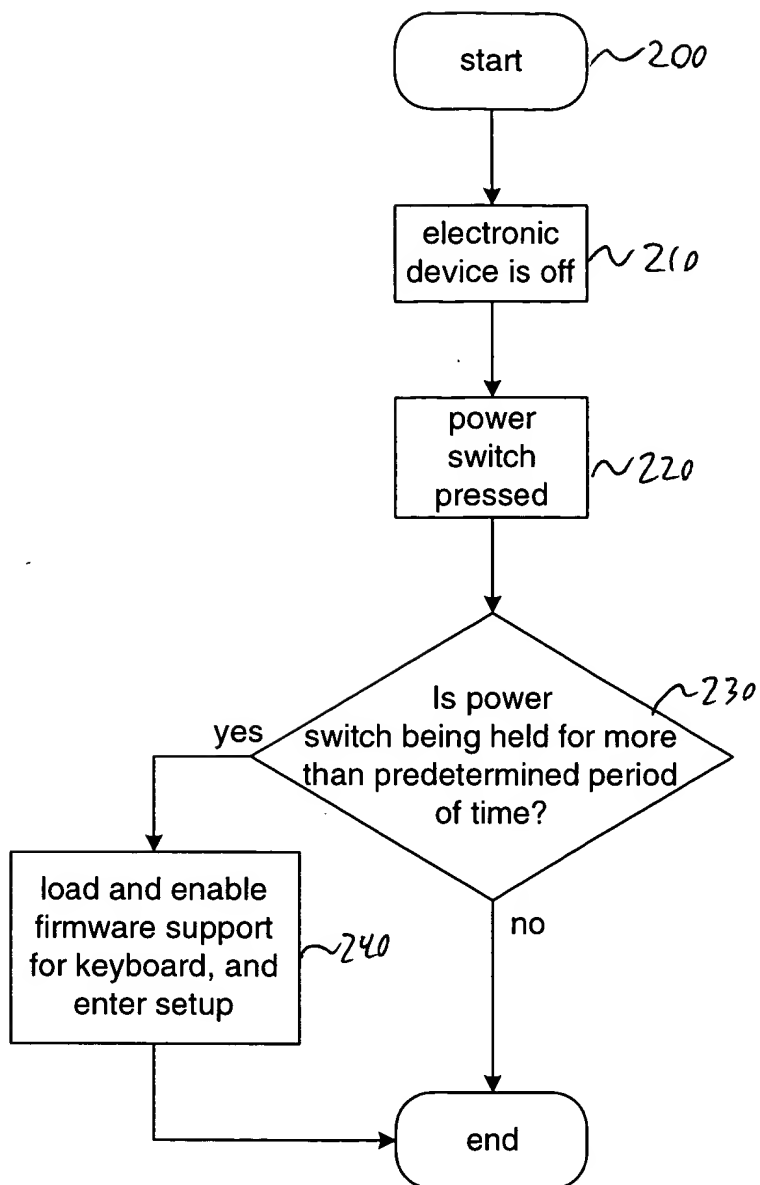 start
200
electronic
device is off
210
power
switch
pressed
220
Is power
switch being held for more
than predetermined period
of time?
230
yes
no
load and enable
firmware support
for keyboard, and
enter setup
240
end